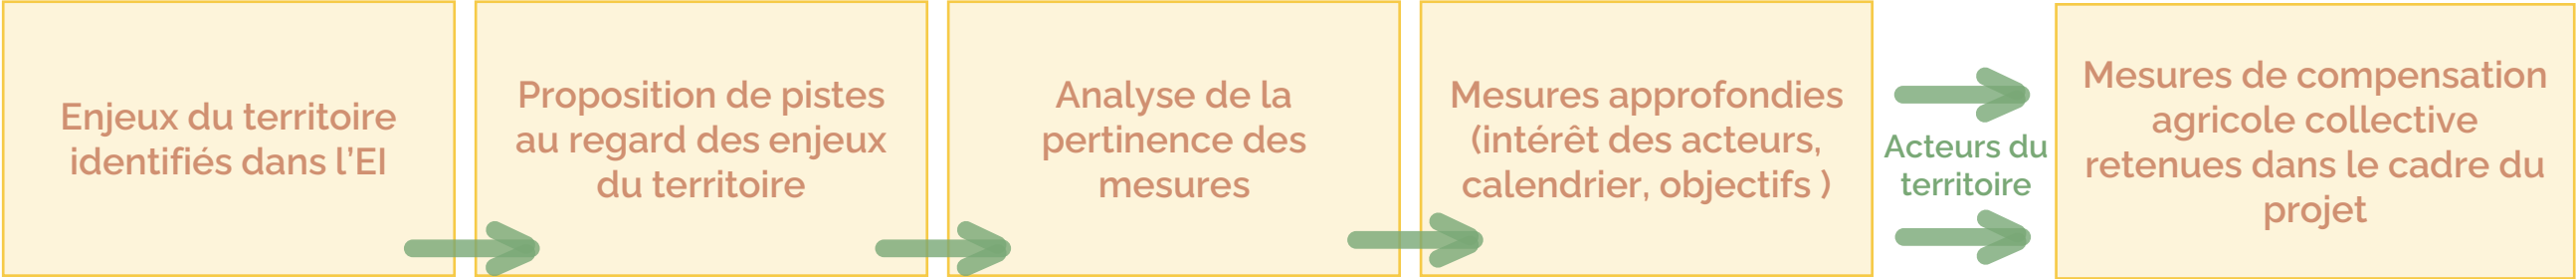 Enjeux du territoire
identifiés dans l'EI
Proposition de pistes
au regard des enjeux
du territoire
Analyse de la
pertinence des
mesures
Mesures approfondies
(intérêt des acteurs,
calendrier, objectifs )
Acteurs du
territoire
Mesures de compensation
agricole collective
retenues dans le cadre du
projet